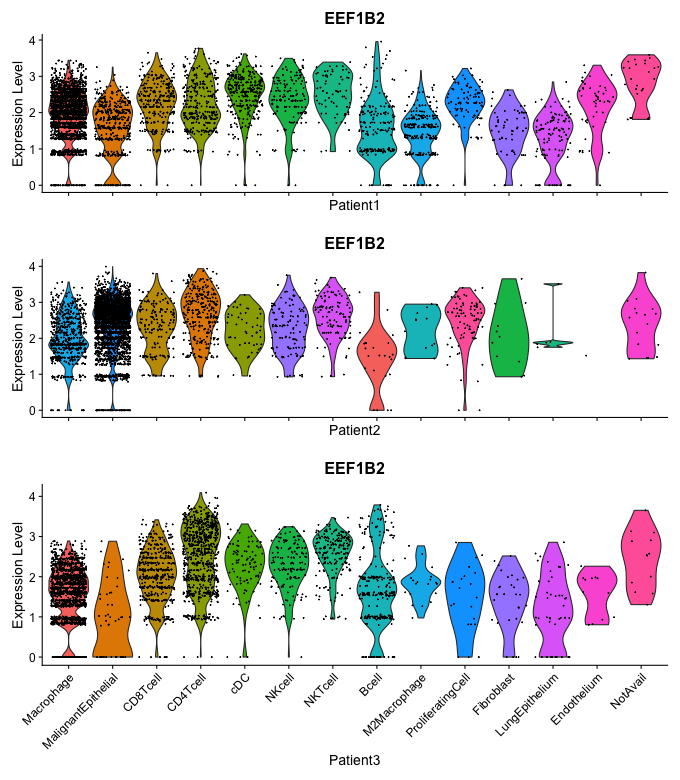 EEF1B2
Expression Level
4
3
2
1
0
Patient1
EEF1B2
Expression Level
4
3
2
1
0
Patient2
EEF1B2
Expression Level
4
3
2
1
0
Macrophage
MalignantEpithelial
CD8Tcell
CD4Tcell
cDC
NKcell
NKTcell
Bcell
M2Macrophage
ProliferatingCell
Fibroblast
LungEpithelium
Endothelium
NotAvail
Patient3